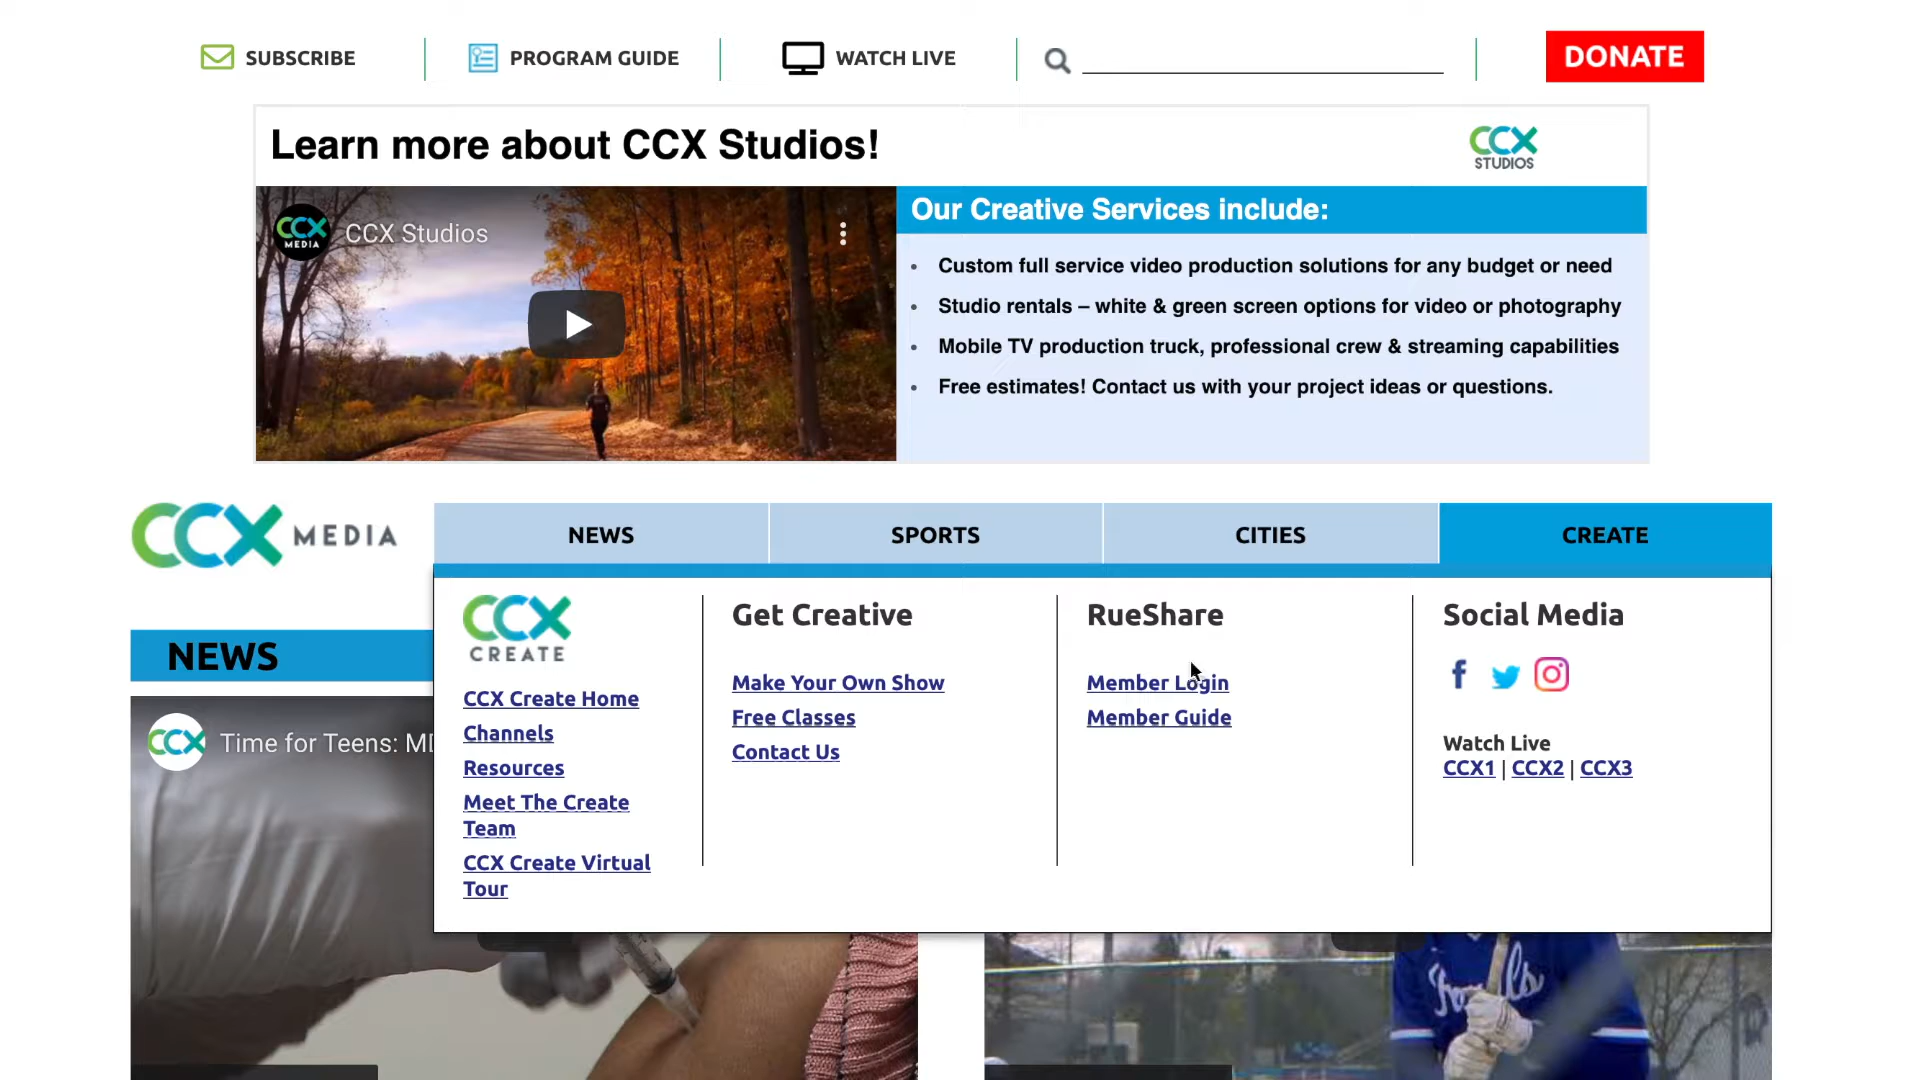 SUBSCRIBE
PROGRAM GUIDE
WATCH LIVE
DONATE
Learn more about CCX Studios!
CCX
STUDIOS
CCX
MEDIA
CCX Studios
Our Creative Services include:
• Custom full service video production solutions for any budget or need
• Studio rentals – white & green screen options for video or photography
• Mobile TV production truck, professional crew & streaming capabilities
• Free estimates! Contact us with your project ideas or questions.
CCX MEDIA
NEWS
SPORTS
CITIES
CREATE
CCX
CREATE
CCX Create Home
Channels
Resources
Meet The Create
Team
CCX Create Virtual
Tour
Get Creative
Make Your Own Show
Free Classes
Contact Us
RueShare
Member Login
Member Guide
Social Media
Watch Live
CCX1 | CCX2 | CCX3
NEWS
CCX
Time for Teens: